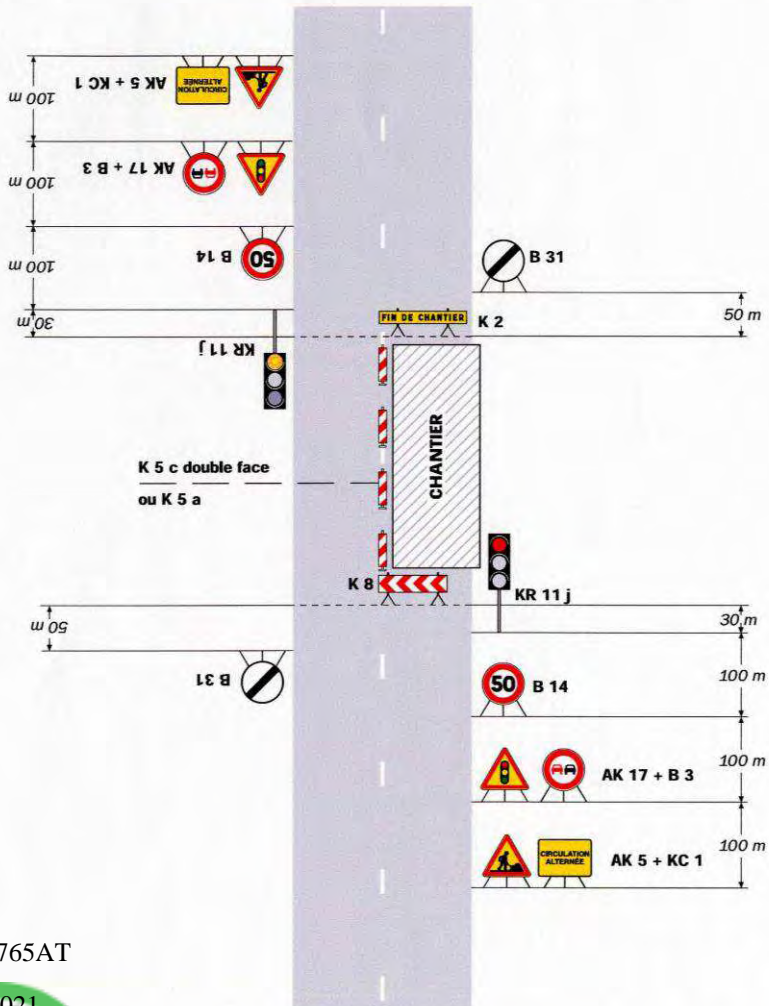 100 m
AK 5 + KC 1
CIRCULATION
ALTERNÉE
100 m
AK 17 + B 3
100 m
B 14
50
30 m
KR 11 j
B 31
50 m
FIN DE CHANTIER
K 2
CHANTIER
K 5 c double face
ou K 5 a
K 8
KR 11 j
30 m
50 m
B 31
50
B 14
100 m
AK 17 + B 3
100 m
CIRCULATION
ALTERNÉE
AK 5 + KC 1
100 m
765AT
2021